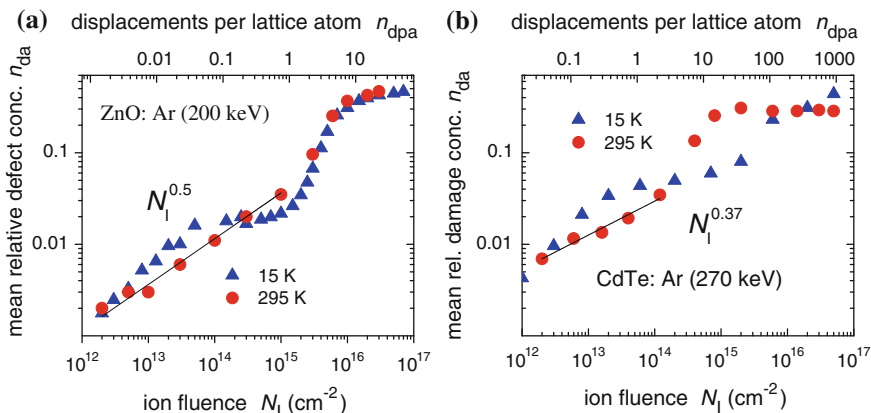 (a)
displacements per lattice atom n_dpa
0.01 0.1 1 10
mean relative defect conc. n_da
0.1
0.01
ZnO: Ar (200 keV)
N_I^0.5
15 K
295 K
10^12 10^13 10^14 10^15 10^16 10^17
ion fluence N_I (cm^-2)
(b)
displacements per lattice atom n_dpa
0.1 1 10 100 1000
mean rel. damage conc. n_da
0.1
0.01
15 K
295 K
N_I^0.37
CdTe: Ar (270 keV)
10^12 10^13 10^14 10^15 10^16 10^17
ion fluence N_I (cm^-2)